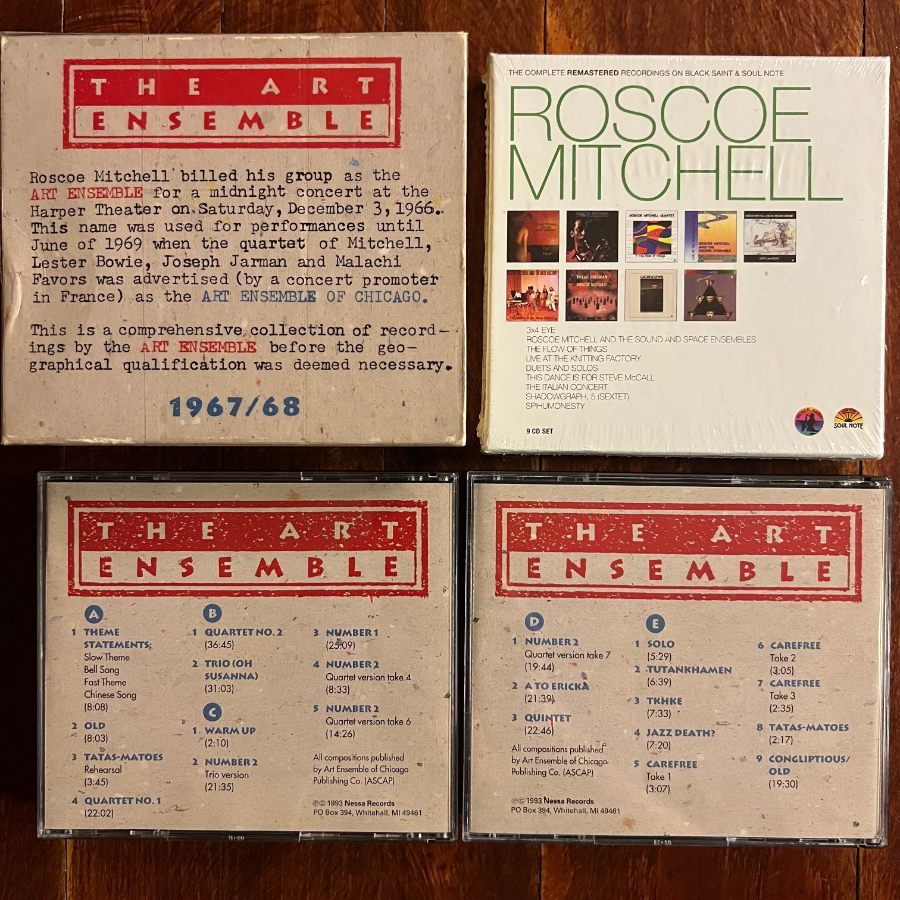 THE ART
ENSEMBLE
Roscoe Mitchell billed his group as the
ART ENSEMBLE for a midnight concert at the
Harper Theater on Saturday, December 3, 1966.
This name was used for performances until
June of 1969 when the quartet of Mitchell,
Lester Bowie, Joseph Jarman and Malachi
Favors was advertised (by a concert promoter
in France) as the ART ENSEMBLE OF CHICAGO.
This is a comprehensive collection of record-
ings by the ART ENSEMBLE before the geo-
graphical qualification was deemed necessary.
1967/68
THE COMPLETE REMASTERED RECORDINGS ON BLACK SAINT & SOUL NOTE
ROSCOE
MITCHELL
ROSCOE MITCHELL QUARTET
3x4 EYE
ROSCOE MITCHELL AND THE SOUND AND SPACE ENSEMBLES
THE FLOW OF THINGS
LIVE AT THE KNITTING FACTORY
DUETS AND SOLOS
THIS DANCE IS FOR STEVE McCALL
THE ITALIAN CONCERT
SHADOWGRAPH, 5 (SEXTET)
SPIHUMONESTY
9 CD SET
SOUL NOTE
THE ART
ENSEMBLE
A
1 THEME
STATEMENTS:
Slow Theme
Bell Song
Fast Theme
Chinese Song
(8:08)
2 OLD
(8:03)
3 TATAS-MATOES
Rehearsal
(3:45)
4 QUARTET NO. 1
(22:02)
B
1 QUARTET NO. 2
(36:45)
2 TRIO (OH
SUSANNA)
(31:03)
C
1 WARM UP
(2:10)
2 NUMBER 2
Trio version
(21:35)
3 NUMBER 1
(25:09)
4 NUMBER 2
Quartet version take 4
(8:33)
5 NUMBER 2
Quartet version take 6
(14:26)
All compositions published
by Art Ensemble of Chicago
Publishing Co. (ASCAP)
℗© 1993 Nessa Records
PO Box 394, Whitehall, MI 49461
THE ART
ENSEMBLE
D
1 NUMBER 2
Quartet version take 7
(19:44)
2 A TO ERICKA
(21:39)
3 QUINTET
(22:46)
All compositions published
by Art Ensemble of Chicago
Publishing Co. (ASCAP)
℗© 1993 Nessa Records
PO Box 394, Whitehall, MI 49461
E
1 SOLO
(5:29)
2 TUTANKHAMEN
(6:39)
3 TKHKE
(7:33)
4 JAZZ DEATH?
(7:20)
5 CAREFREE
Take 1
(3:07)
6 CAREFREE
Take 2
(3:05)
7 CAREFREE
Take 3
(2:35)
8 TATAS-MATOES
(2:17)
9 CONGLIPTIOUS/
OLD
(19:30)